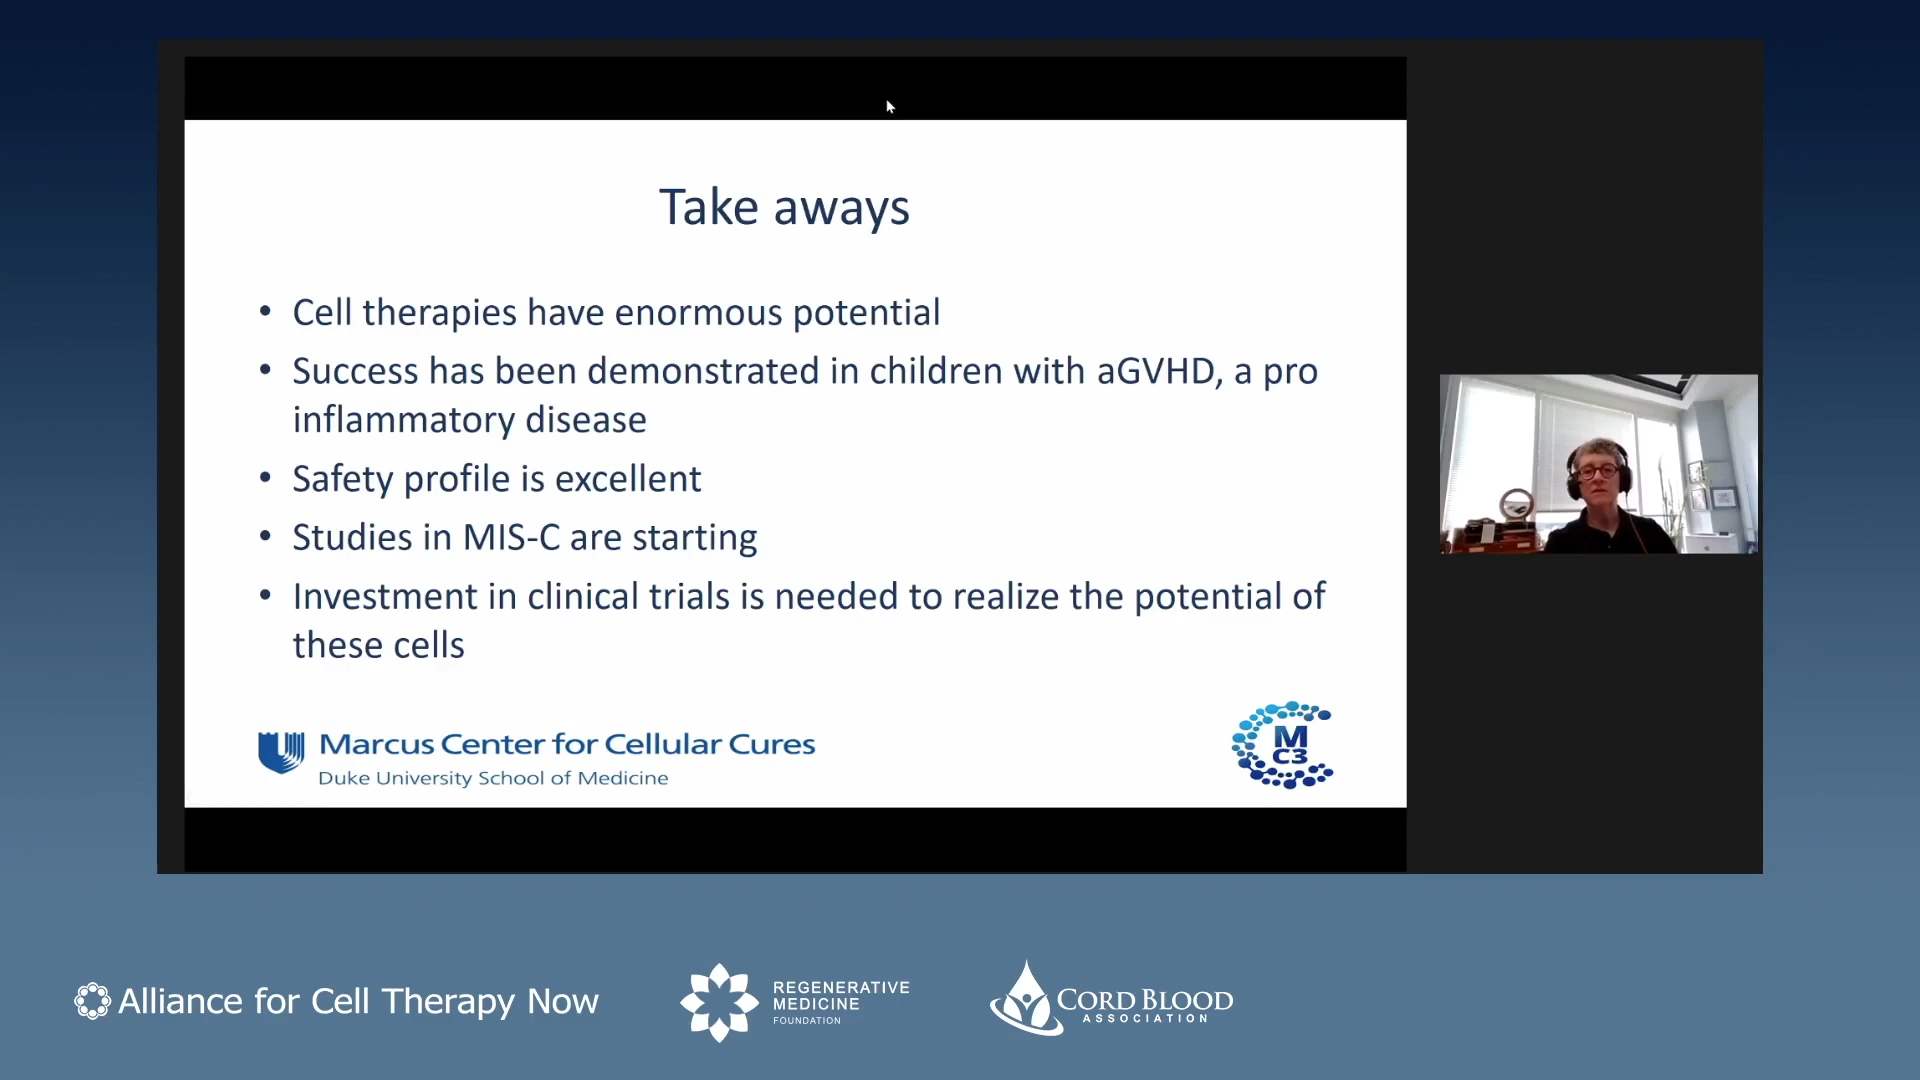 Take aways
• Cell therapies have enormous potential
• Success has been demonstrated in children with aGVHD, a pro
inflammatory disease
• Safety profile is excellent
• Studies in MIS-C are starting
• Investment in clinical trials is needed to realize the potential of
these cells
Marcus Center for Cellular Cures
Duke University School of Medicine
M
C3
Alliance for Cell Therapy Now
REGENERATIVE
MEDICINE
FOUNDATION
CORD BLOOD
ASSOCIATION